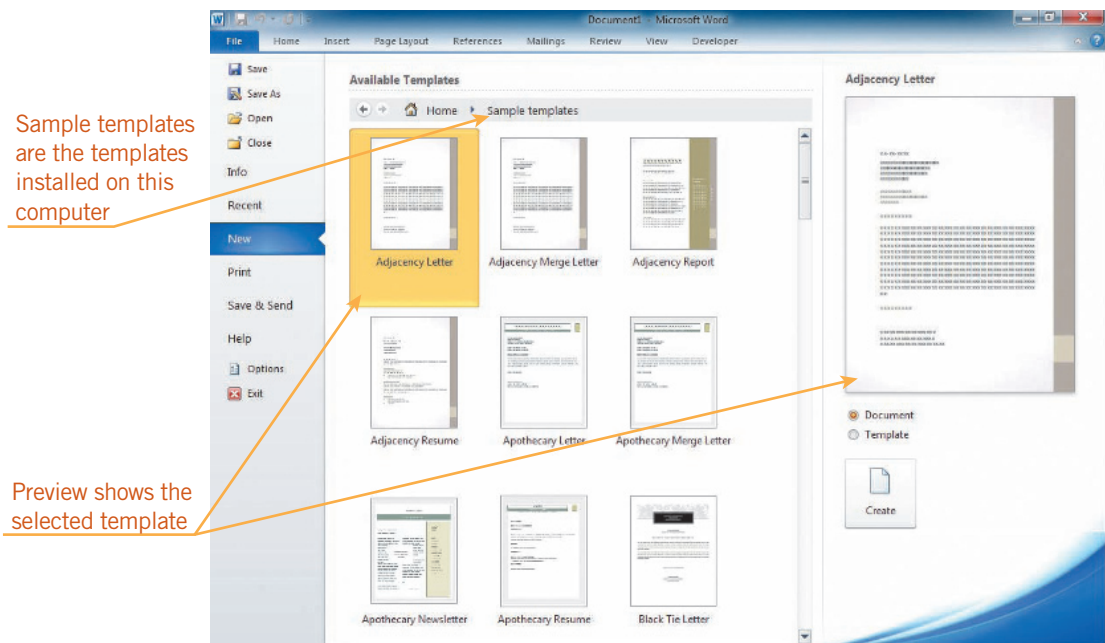 Document1 - Microsoft Word
File Home Insert Page Layout References Mailings Review View Developer
Save
Save As
Open
Close
Info
Recent
New
Print
Save & Send
Help
Options
Exit
Sample templates
are the templates
installed on this
computer
Preview shows the
selected template
Available Templates
Home Sample templates
Adjacency Letter
Adjacency Merge Letter
Adjacency Report
Adjacency Resume
Apothecary Letter
Apothecary Merge Letter
Apothecary Newsletter
Apothecary Resume
Black Tie Letter
Adjacency Letter
Document
Template
Create